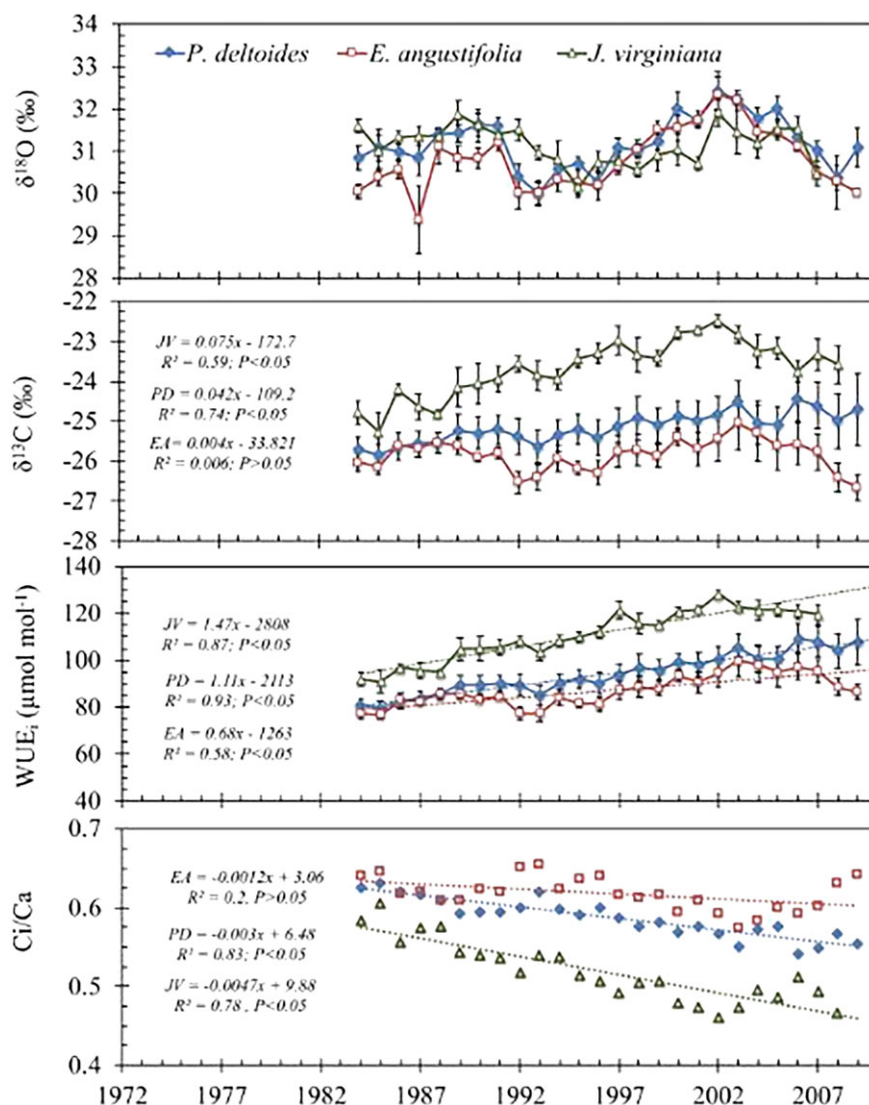 34
33
32
31
30
29
28
δ¹⁸O (‰)
P. deltoides E. angustifolia J. virginiana
-22
-23
-24
-25
-26
-27
-28
δ¹³C (‰)
JV = 0.075x - 172.7
R² = 0.59; P<0.05
PD = 0.042x - 109.2
R² = 0.74; P<0.05
EA= 0.004x - 33.821
R² = 0.006; P>0.05
140
120
100
80
60
40
WUEᵢ (µmol mol⁻¹)
JV = 1.47x - 2808
R² = 0.87; P<0.05
PD = 1.11x - 2113
R² = 0.93; P<0.05
EA = 0.68x - 1263
R² = 0.58; P<0.05
0.7
0.6
0.5
0.4
Ci/Ca
EA = -0.0012x + 3.06
R² = 0.2, P>0.05
PD = -0.003x + 6.48
R² = 0.83; P<0.05
JV = -0.0047x + 9.88
R² = 0.78 , P<0.05
1972 1977 1982 1987 1992 1997 2002 2007